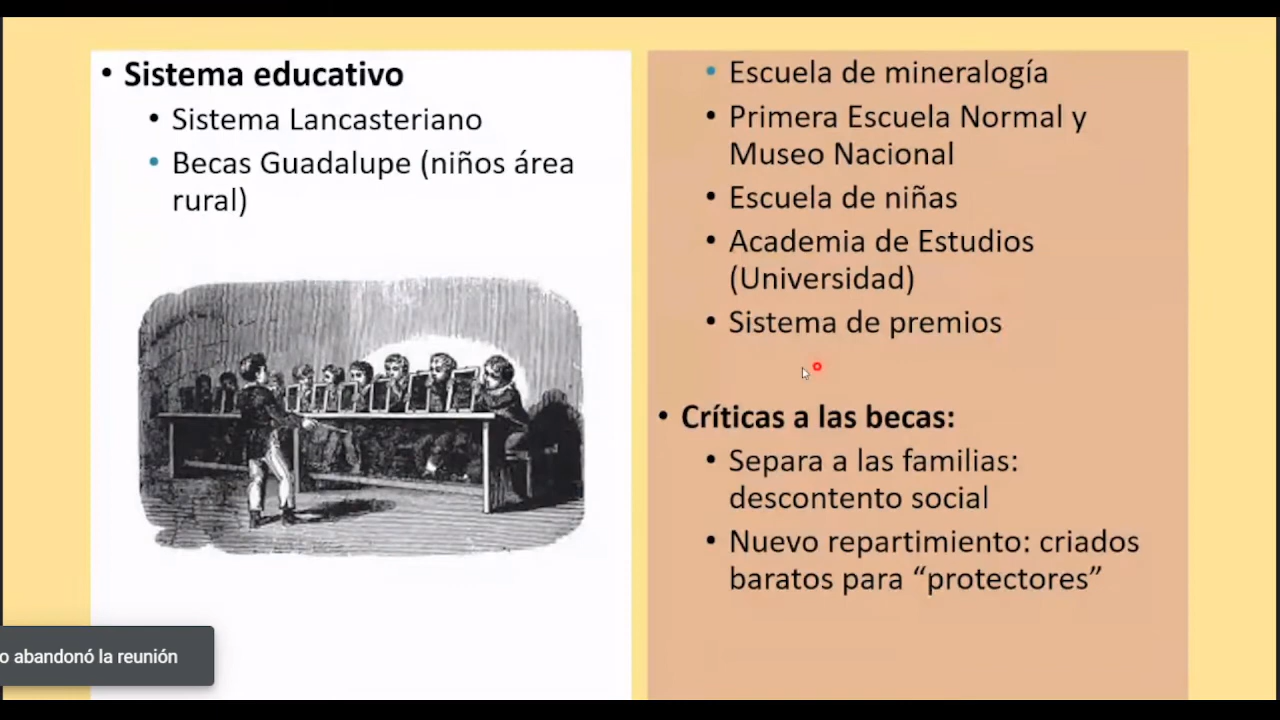 • Sistema educativo
• Sistema Lancasteriano
• Becas Guadalupe (niños área
rural)
• Escuela de mineralogía
• Primera Escuela Normal y
Museo Nacional
• Escuela de niñas
• Academia de Estudios
(Universidad)
• Sistema de premios
• Críticas a las becas:
• Separa a las familias:
descontento social
• Nuevo repartimiento: criados
baratos para “protectores”
o abandonó la reunión